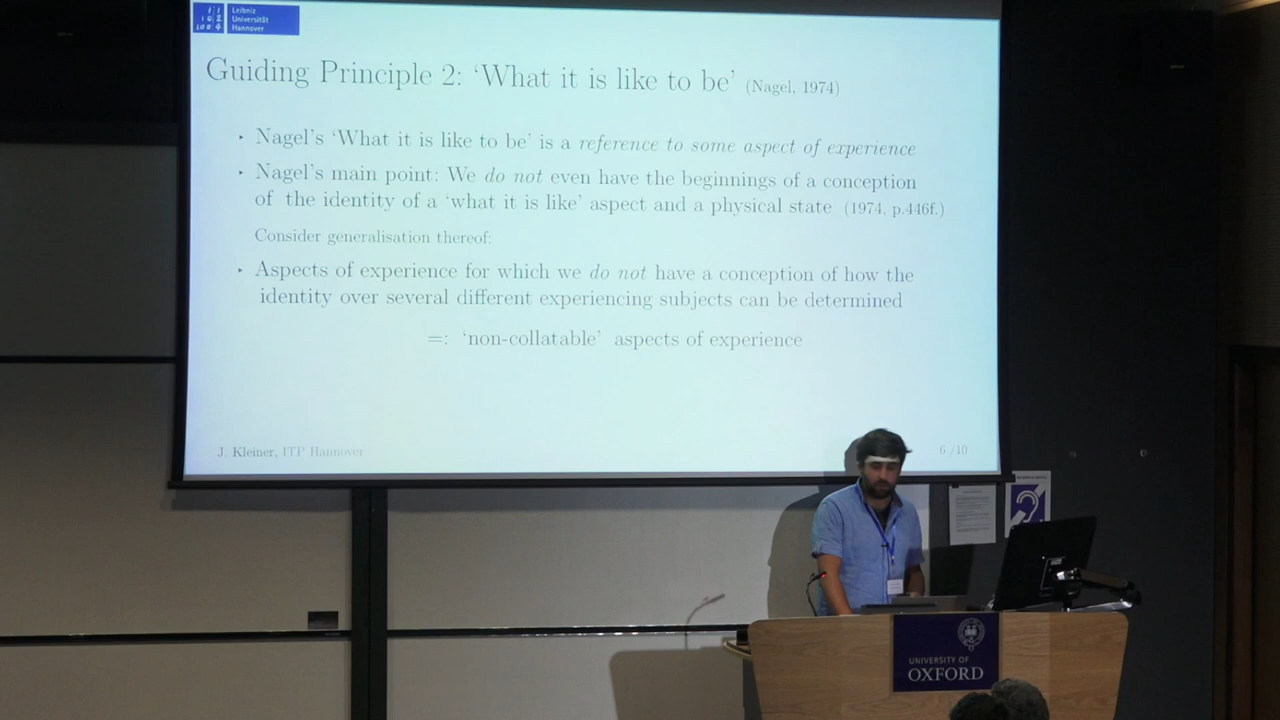 Leibniz
Universität
Hannover
Guiding Principle 2: ‘What it is like to be’ (Nagel, 1974)
‣ Nagel's ‘What it is like to be’ is a reference to some aspect of experience
‣ Nagel's main point: We do not even have the beginnings of a conception
of the identity of a ‘what it is like’ aspect and a physical state (1974, p.446f.)
Consider generalisation thereof:
‣ Aspects of experience for which we do not have a conception of how the
identity over several different experiencing subjects can be determined
=: ‘non-collatable’ aspects of experience
J. Kleiner, ITP Hannover
6 /10
UNIVERSITY OF
OXFORD